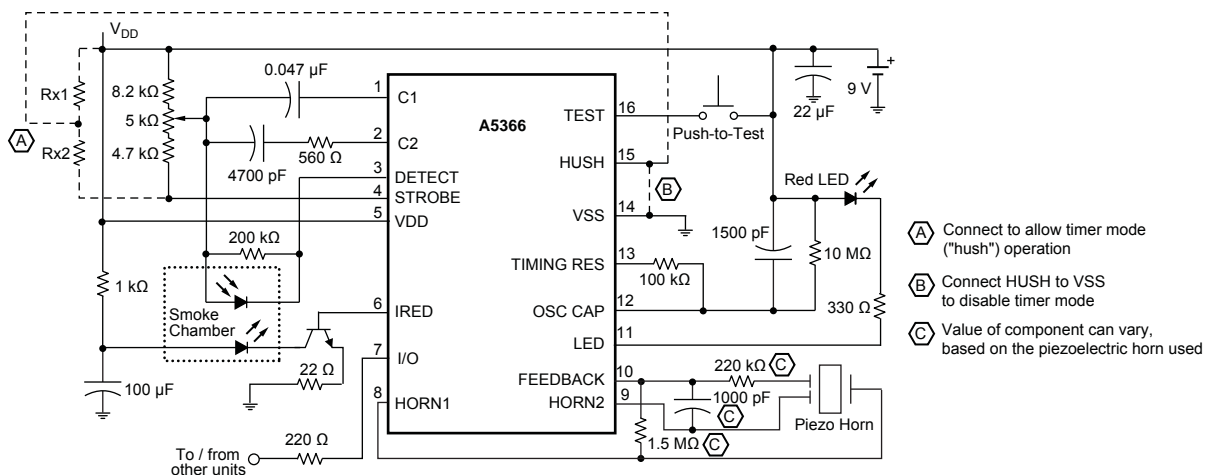 V_DD
Rx1
Rx2
A
8.2 kΩ
5 kΩ
4.7 kΩ
0.047 µF
4700 pF
560 Ω
200 kΩ
1 kΩ
Smoke
Chamber
100 µF
22 Ω
220 Ω
To / from
other units
A5366
1
C1
2
C2
3
DETECT
4
STROBE
5
VDD
6
IRED
7
I/O
8
HORN1
TEST
16
HUSH
15
VSS
14
TIMING RES
13
OSC CAP
12
LED
11
FEEDBACK
10
HORN2
9
Push-to-Test
B
22 µF
+
9 V
Red LED
1500 pF
10 MΩ
100 kΩ
330 Ω
220 kΩ
C
1000 pF
C
1.5 MΩ
C
Piezo Horn
A Connect to allow timer mode
("hush") operation
B Connect HUSH to VSS
to disable timer mode
C Value of component can vary,
based on the piezoelectric horn used